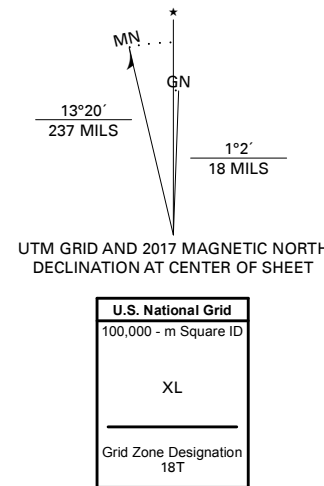 ★
MN
GN
13°20´
237 MILS
1°2´
18 MILS
UTM GRID AND 2017 MAGNETIC NORTH
DECLINATION AT CENTER OF SHEET
U.S. National Grid
100,000 - m Square ID
XL
Grid Zone Designation
18T